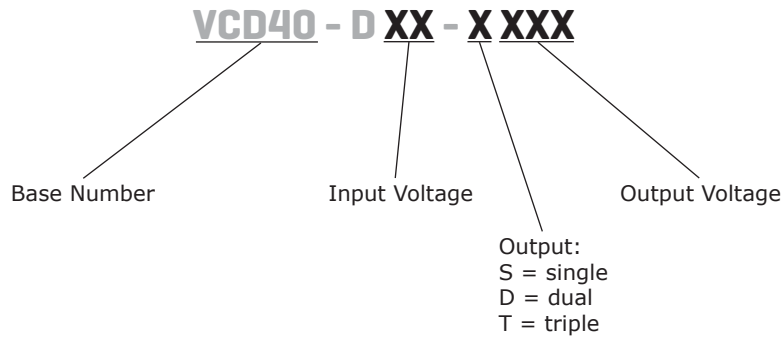 VCD40 - D XX - X XXX
Base Number
Input Voltage
Output Voltage
Output:
S = single
D = dual
T = triple